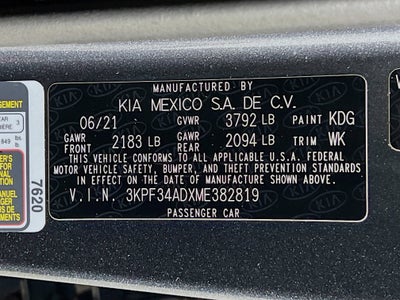 MANUFACTURED BY
KIA MEXICO S.A. DE C.V.
06/21 GVWR 3792 LB PAINT KDG
GAWR FRONT 2183 LB GAWR REAR 2094 LB TRIM WK
THIS VEHICLE CONFORMS TO ALL APPLICABLE U.S.A. FEDERAL
MOTOR VEHICLE SAFETY, BUMPER, AND THEFT PREVENTION
STANDARDS IN EFFECT ON THE DATE OF MANUFACTURE SHOWN ABOVE.
V.I.N. 3KPF34ADXME382819
PASSENGER CAR
7620